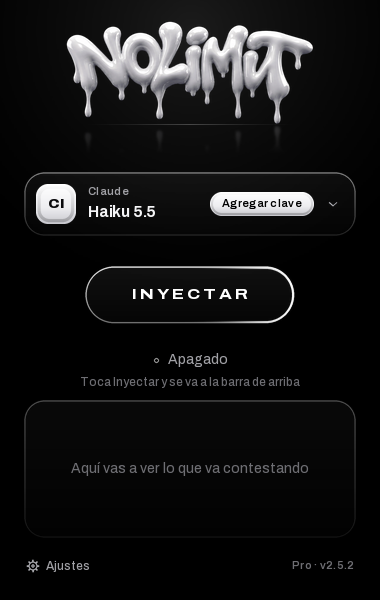 NOLIMIT
Cl
Claude
Haiku 5.5
Agregar clave
INYECTAR
Apagado
Toca Inyectar y se va a la barra de arriba
Aquí vas a ver lo que va contestando
Ajustes
Pro · v2.5.2